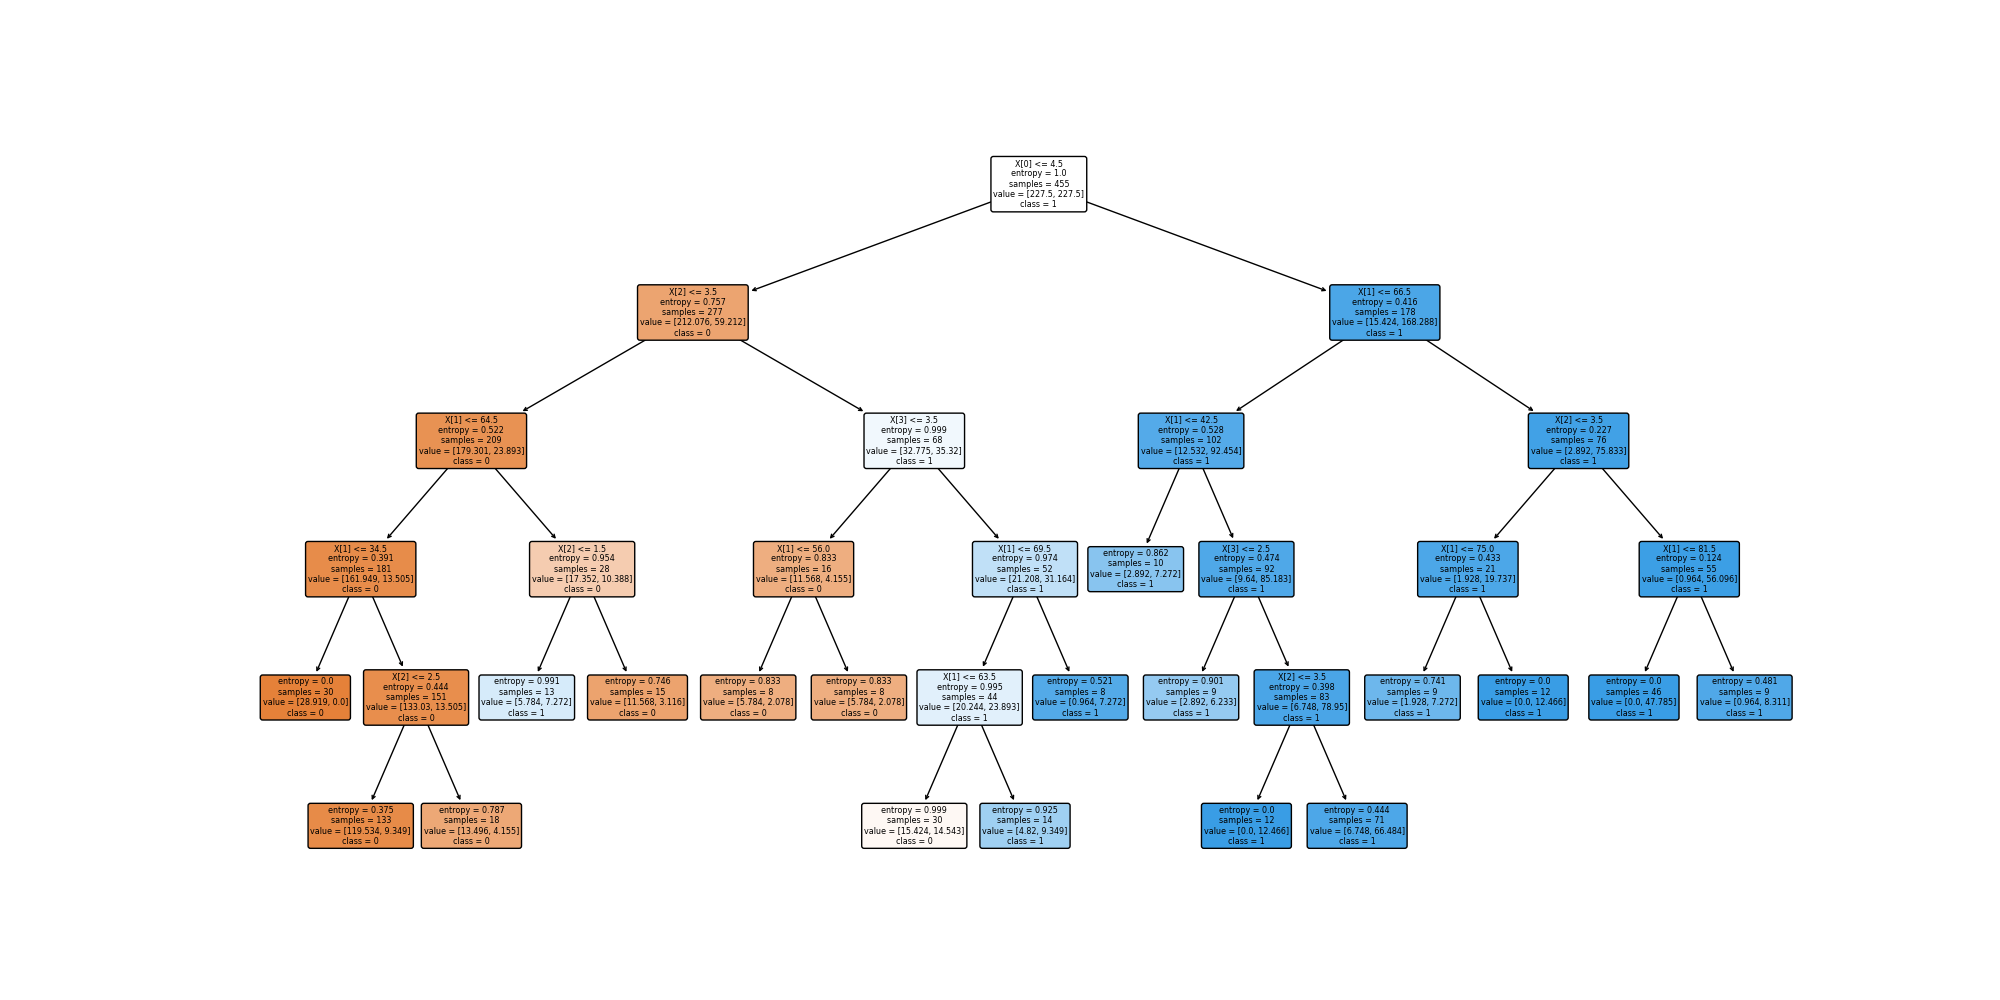 X[0] <= 4.5
entropy = 1.0
samples = 455
value = [227.5, 227.5]
class = 1
X[2] <= 3.5
entropy = 0.757
samples = 277
value = [212.076, 59.212]
class = 0
X[1] <= 66.5
entropy = 0.416
samples = 178
value = [15.424, 168.288]
class = 1
X[1] <= 64.5
entropy = 0.522
samples = 209
value = [179.301, 23.893]
class = 0
X[3] <= 3.5
entropy = 0.999
samples = 68
value = [32.775, 35.32]
class = 1
X[1] <= 42.5
entropy = 0.528
samples = 102
value = [12.532, 92.454]
class = 1
X[2] <= 3.5
entropy = 0.227
samples = 76
value = [2.892, 75.833]
class = 1
X[1] <= 34.5
entropy = 0.391
samples = 181
value = [161.949, 13.505]
class = 0
X[2] <= 1.5
entropy = 0.954
samples = 28
value = [17.352, 10.388]
class = 0
X[1] <= 56.0
entropy = 0.833
samples = 16
value = [11.568, 4.155]
class = 0
X[1] <= 69.5
entropy = 0.974
samples = 52
value = [21.208, 31.164]
class = 1
entropy = 0.862
samples = 10
value = [2.892, 7.272]
class = 1
X[3] <= 2.5
entropy = 0.474
samples = 92
value = [9.64, 85.183]
class = 1
X[1] <= 75.0
entropy = 0.433
samples = 21
value = [1.928, 19.737]
class = 1
X[1] <= 81.5
entropy = 0.124
samples = 55
value = [0.964, 56.096]
class = 1
entropy = 0.0
samples = 30
value = [28.919, 0.0]
class = 0
X[2] <= 2.5
entropy = 0.444
samples = 151
value = [133.03, 13.505]
class = 0
entropy = 0.991
samples = 13
value = [5.784, 7.272]
class = 1
entropy = 0.746
samples = 15
value = [11.568, 3.116]
class = 0
entropy = 0.833
samples = 8
value = [5.784, 2.078]
class = 0
entropy = 0.833
samples = 8
value = [5.784, 2.078]
class = 0
X[1] <= 63.5
entropy = 0.995
samples = 44
value = [20.244, 23.893]
class = 1
entropy = 0.521
samples = 8
value = [0.964, 7.272]
class = 1
entropy = 0.901
samples = 9
value = [2.892, 6.233]
class = 1
X[2] <= 3.5
entropy = 0.398
samples = 83
value = [6.748, 78.95]
class = 1
entropy = 0.741
samples = 9
value = [1.928, 7.272]
class = 1
entropy = 0.0
samples = 12
value = [0.0, 12.466]
class = 1
entropy = 0.0
samples = 46
value = [0.0, 47.785]
class = 1
entropy = 0.481
samples = 9
value = [0.964, 8.311]
class = 1
entropy = 0.375
samples = 133
value = [119.534, 9.349]
class = 0
entropy = 0.787
samples = 18
value = [13.496, 4.155]
class = 0
entropy = 0.999
samples = 30
value = [15.424, 14.543]
class = 0
entropy = 0.925
samples = 14
value = [4.82, 9.349]
class = 1
entropy = 0.0
samples = 12
value = [0.0, 12.466]
class = 1
entropy = 0.444
samples = 71
value = [6.748, 66.484]
class = 1